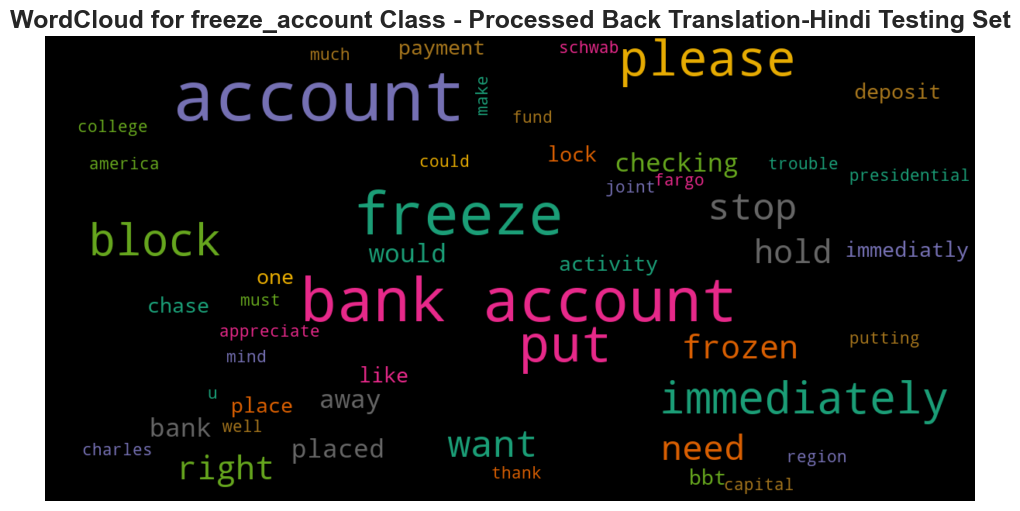 WordCloud for freeze_account Class - Processed Back Translation-Hindi Testing Set
much payment schwab please
account make deposit
college fund
america could lock checking trouble
joint fargo presidential
freeze stop
block would hold immediatly
one activity
chase must bank account
appreciate put putting
mind frozen
like
u place away immediately
bank well
charles placed want need region
right thank bbt capital